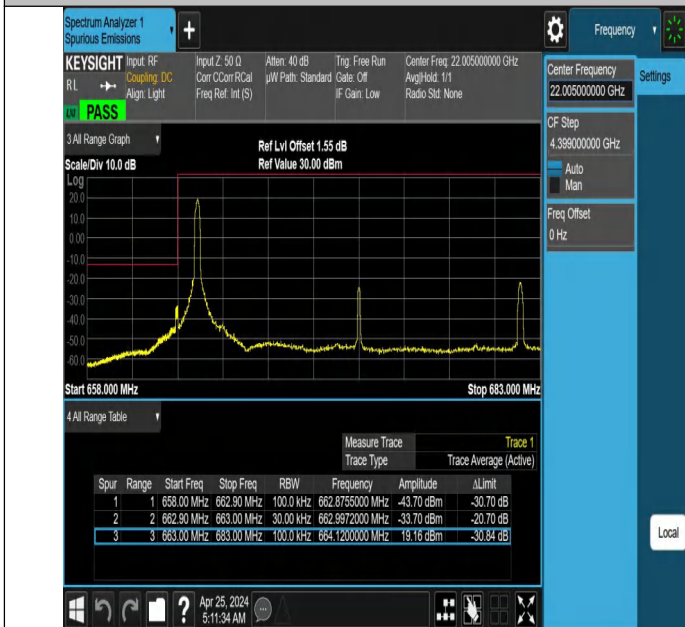 Spectrum Analyzer 1
Spurious Emissions
+
Frequency
KEYSIGHT
RL
Input: RF
Coupling: DC
Align: Light
Input Z: 50 Ω
Corr CCorr RCal
Freq Ref: Int (S)
Atten: 40 dB
µW Path: Standard
Trig: Free Run
Gate: Off
IF Gain: Low
Center Freq: 22.005000000 GHz
Avg|Hold: 1/1
Radio Std: None
PASS
Center Frequency
22.005000000 GHz
Settings
CF Step
4.399000000 GHz
Auto
Man
Freq Offset
0 Hz
Local
3 All Range Graph
Scale/Div 10.0 dB
Ref Lvl Offset 1.55 dB
Ref Value 30.00 dBm
Log
20.0
10.0
0.00
-10.0
-20.0
-30.0
-40.0
-50.0
-60.0
Start 658.000 MHz
Stop 683.000 MHz
4 All Range Table
Measure Trace Trace 1
Trace Type Trace Average (Active)
Spur Range Start Freq Stop Freq RBW Frequency Amplitude ΔLimit
1 1 658.00 MHz 662.90 MHz 100.0 kHz 662.8755000 MHz -43.70 dBm -30.70 dB
2 2 662.90 MHz 663.00 MHz 30.00 kHz 662.9972000 MHz -33.70 dBm -20.70 dB
3 3 663.00 MHz 683.00 MHz 100.0 kHz 664.1200000 MHz 19.16 dBm -30.84 dB
?
Apr 25, 2024
5:11:34 AM